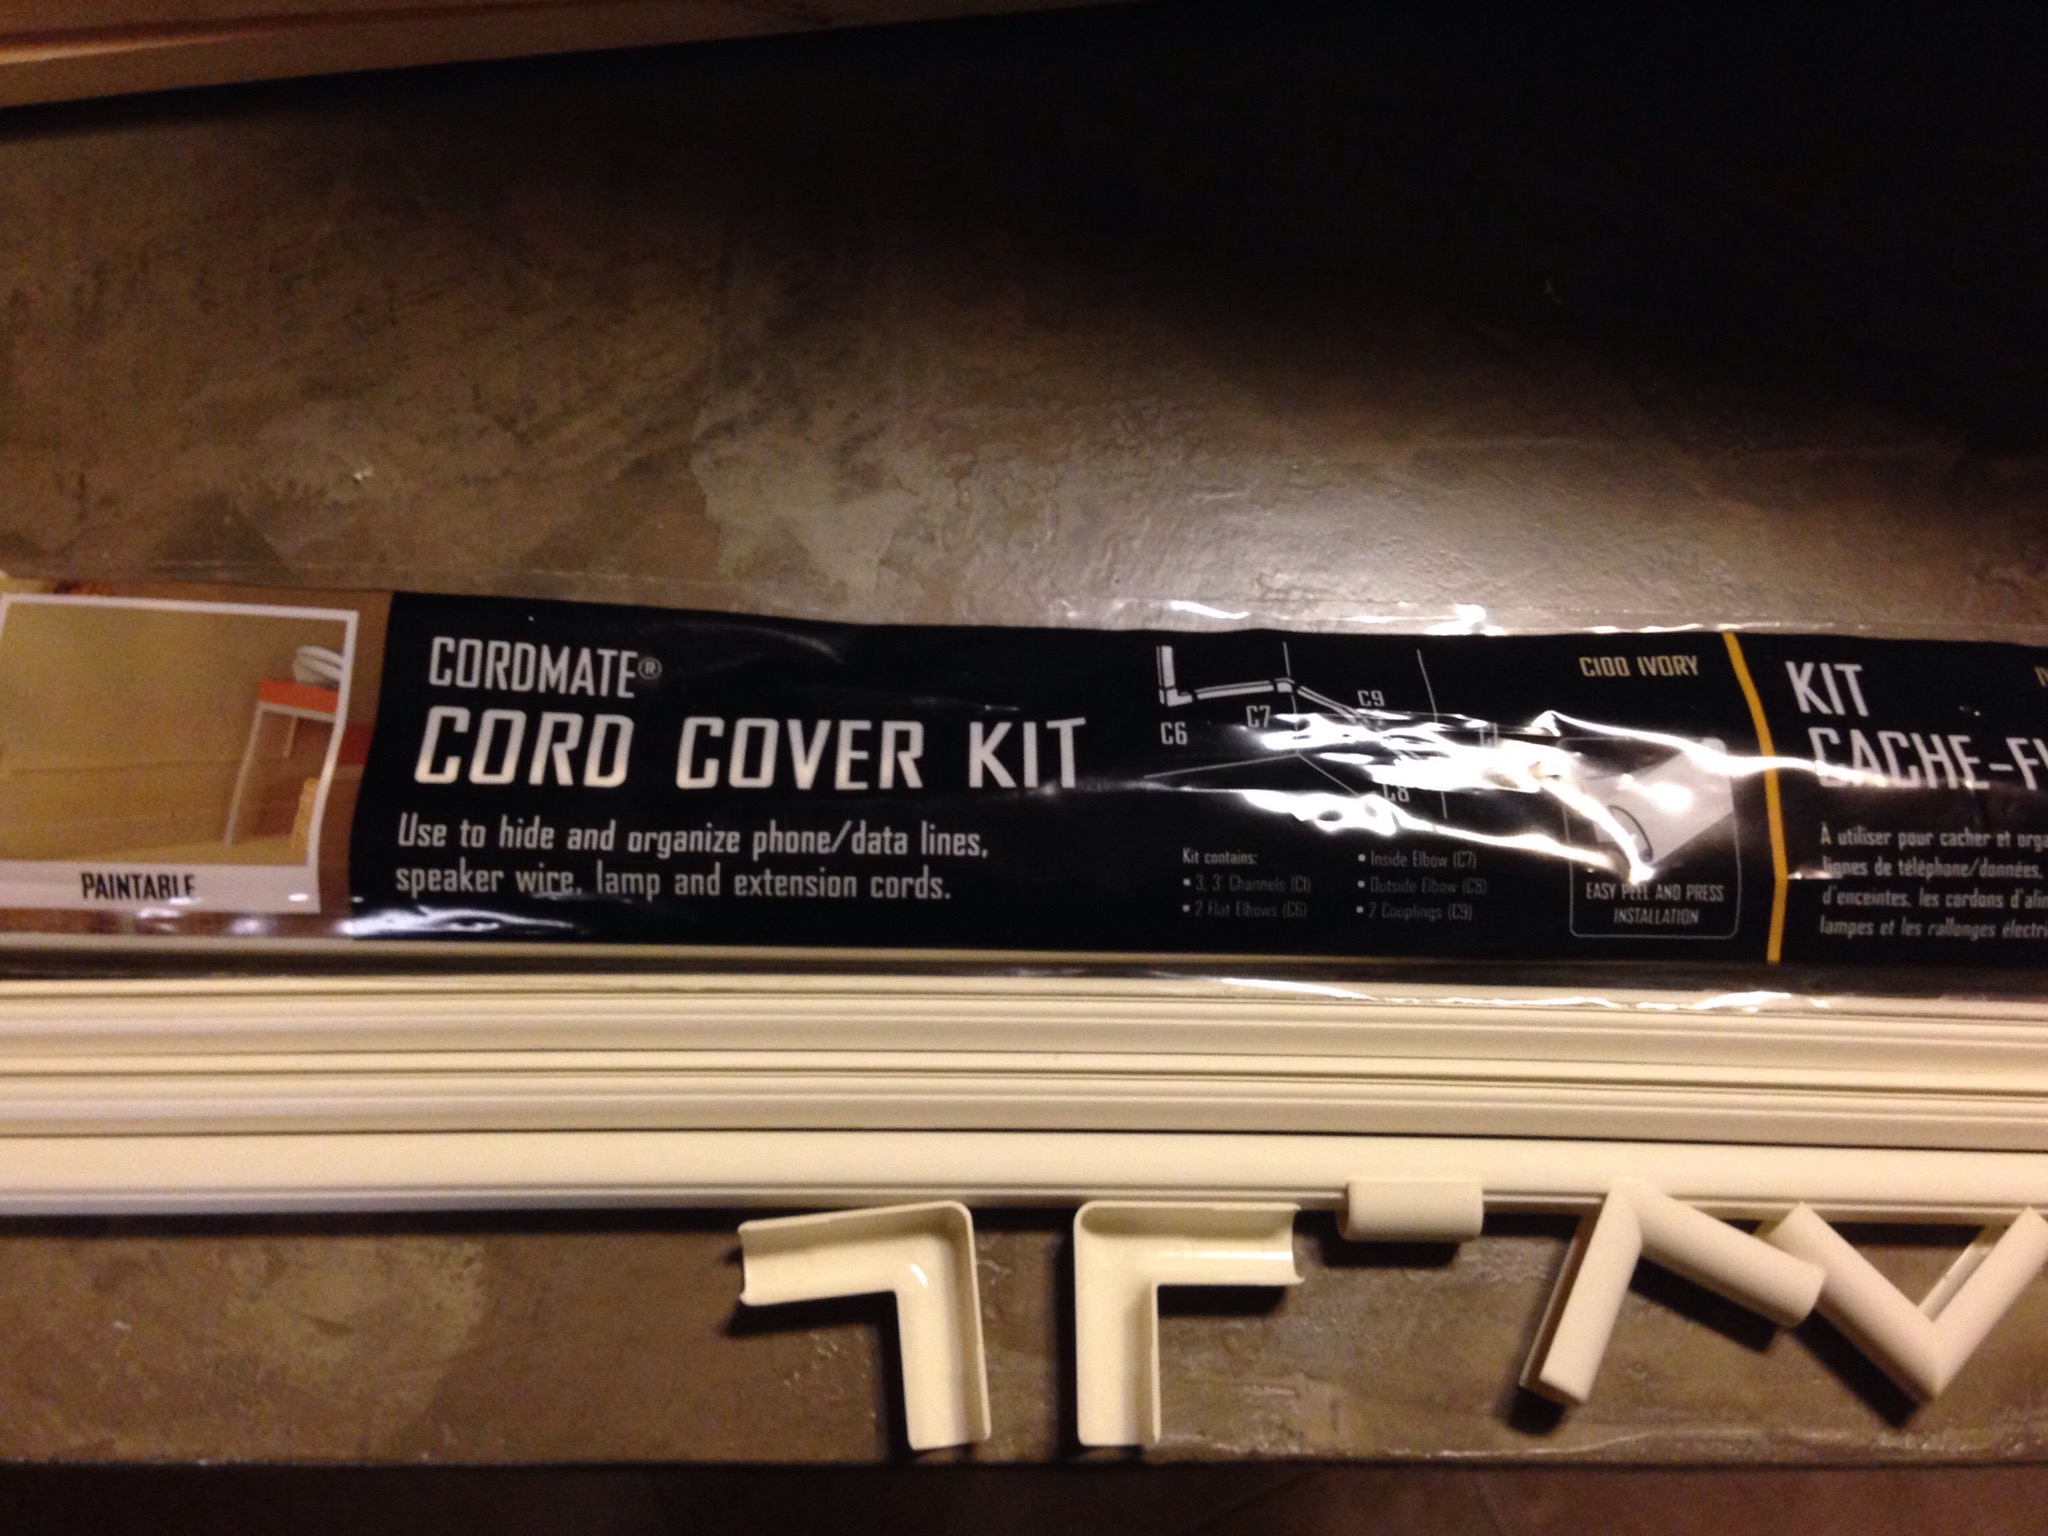 PAINTABLE
CORDMATE®
CORD COVER KIT
Use to hide and organize phone/data lines,
speaker wire, lamp and extension cords.
C6
C7
C9
C8
Kit contains:
• 3, 3' Channels (C1)
• 2 Flat Elbows (C6)
• Inside Elbow (C7)
• Outside Elbow (C8)
• 2 Couplings (C9)
C100 IVORY
EASY PEEL AND PRESS
INSTALLATION
KIT
CACHE-
À utiliser pour cacher et
lignes de téléphone/données,
d'enceintes, les cordons
lampes et les rallonges